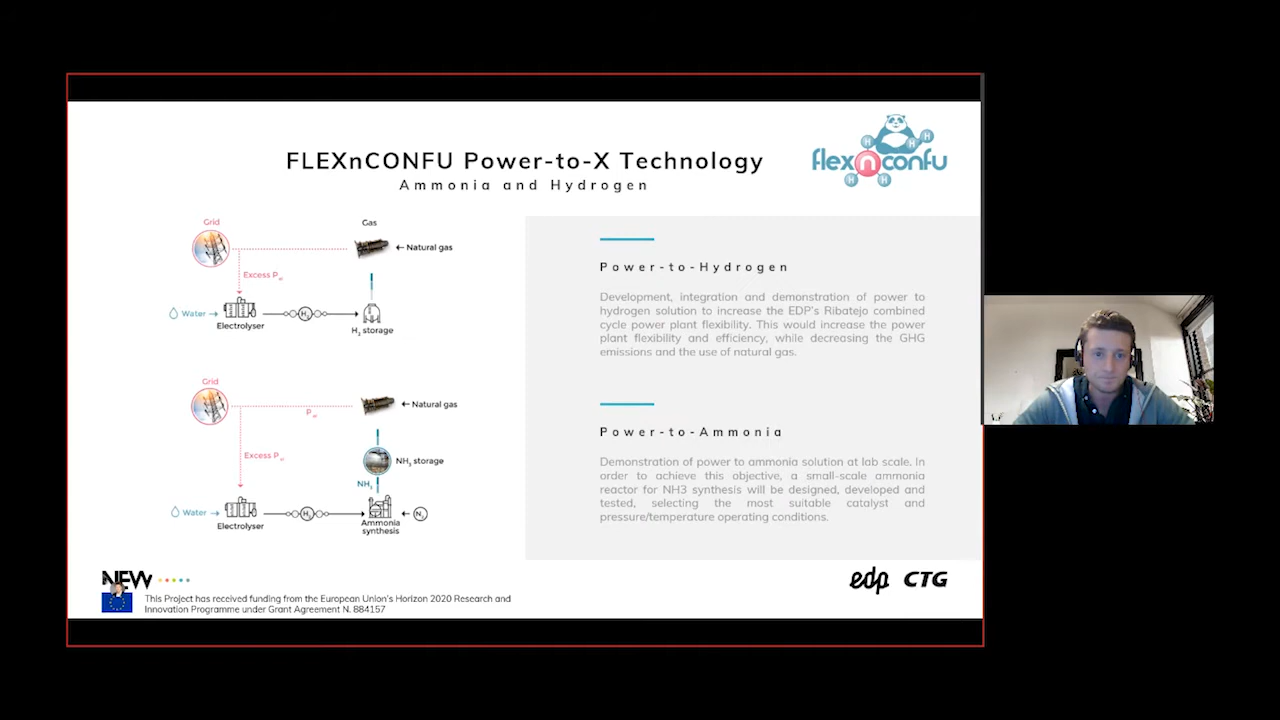 FLEXnCONFU Power-to-X Technology
Ammonia and Hydrogen
flexnconfu
H
H
H
H
H
Grid
Gas
Natural gas
Excess Pel
Water
H2
Electrolyser
H2 storage
Grid
Pel
Natural gas
Excess Pel
NH3 storage
NH3
Water
H2
N2
Electrolyser
Ammonia
synthesis
Power-to-Hydrogen
Development, integration and demonstration of power to
hydrogen solution to increase the EDP's Ribatejo combined
cycle power plant flexibility. This would increase the power
plant flexibility and efficiency, while decreasing the GHG
emissions and the use of natural gas.
Power-to-Ammonia
Demonstration of power to ammonia solution at lab scale. In
order to achieve this objective, a small-scale ammonia
reactor for NH3 synthesis will be designed, developed and
tested, selecting the most suitable catalyst and
pressure/temperature operating conditions.
NEW
This Project has received funding from the European Union's Horizon 2020 Research and
Innovation Programme under Grant Agreement N. 884157
edp CTG